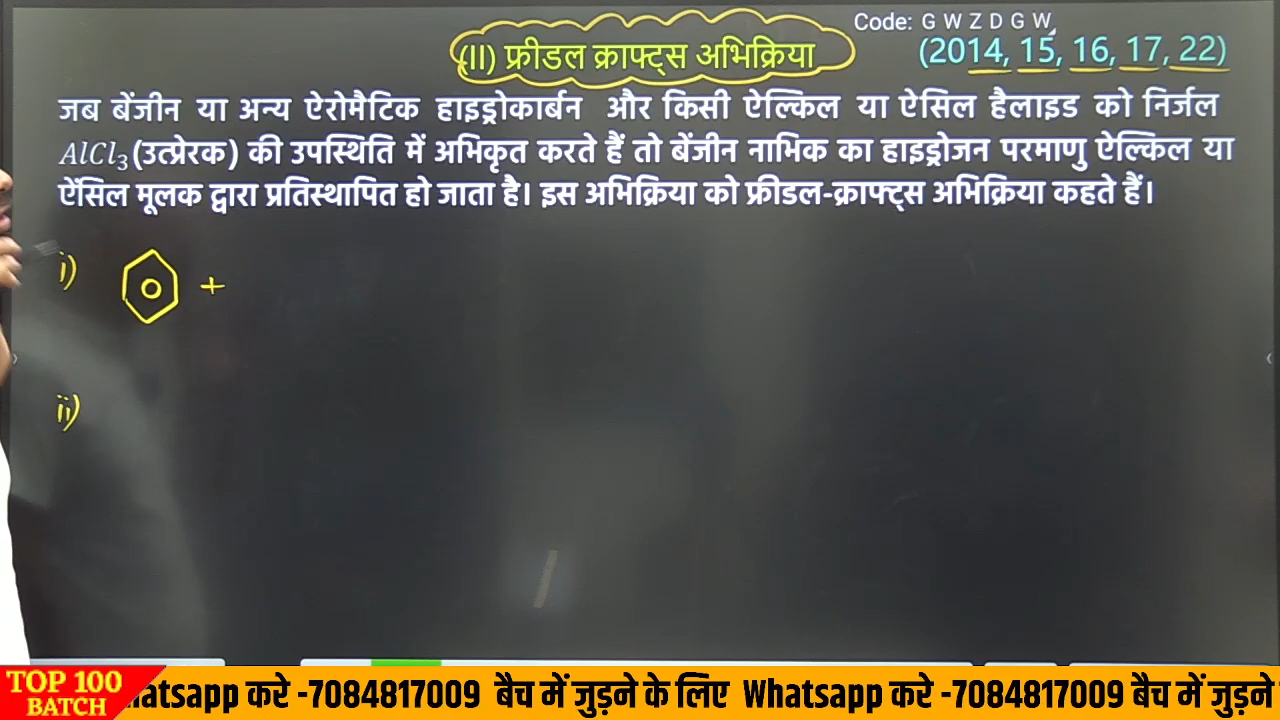 Code: G W Z D G W
(II) फ्रीडल क्राफ्ट्स अभिक्रिया
(2014, 15, 16, 17, 22)
जब बेंजीन या अन्य ऐरोमैटिक हाइड्रोकार्बन और किसी ऐल्किल या ऐसिल हैलाइड को निर्जल
AlCl₃(उत्प्रेरक) की उपस्थिति में अभिकृत करते हैं तो बेंजीन नाभिक का हाइड्रोजन परमाणु ऐल्किल या
ऐंसिल मूलक द्वारा प्रतिस्थापित हो जाता है। इस अभिक्रिया को फ्रीडल-क्राफ्ट्स अभिक्रिया कहते हैं।
i) +
ii)
TOP 100
BATCH
hatsapp करे -7084817009 बैच में जुड़ने के लिए Whatsapp करे -7084817009 बैच में जुड़ने